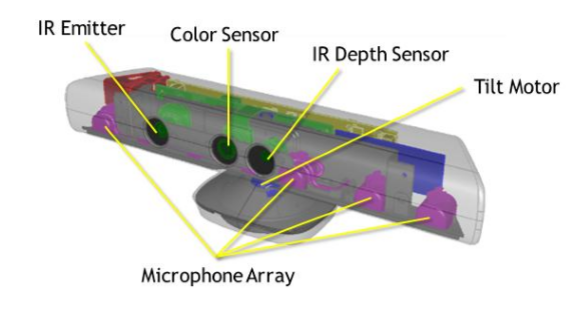 IR Emitter
Color Sensor
IR Depth Sensor
Tilt Motor
Microphone Array